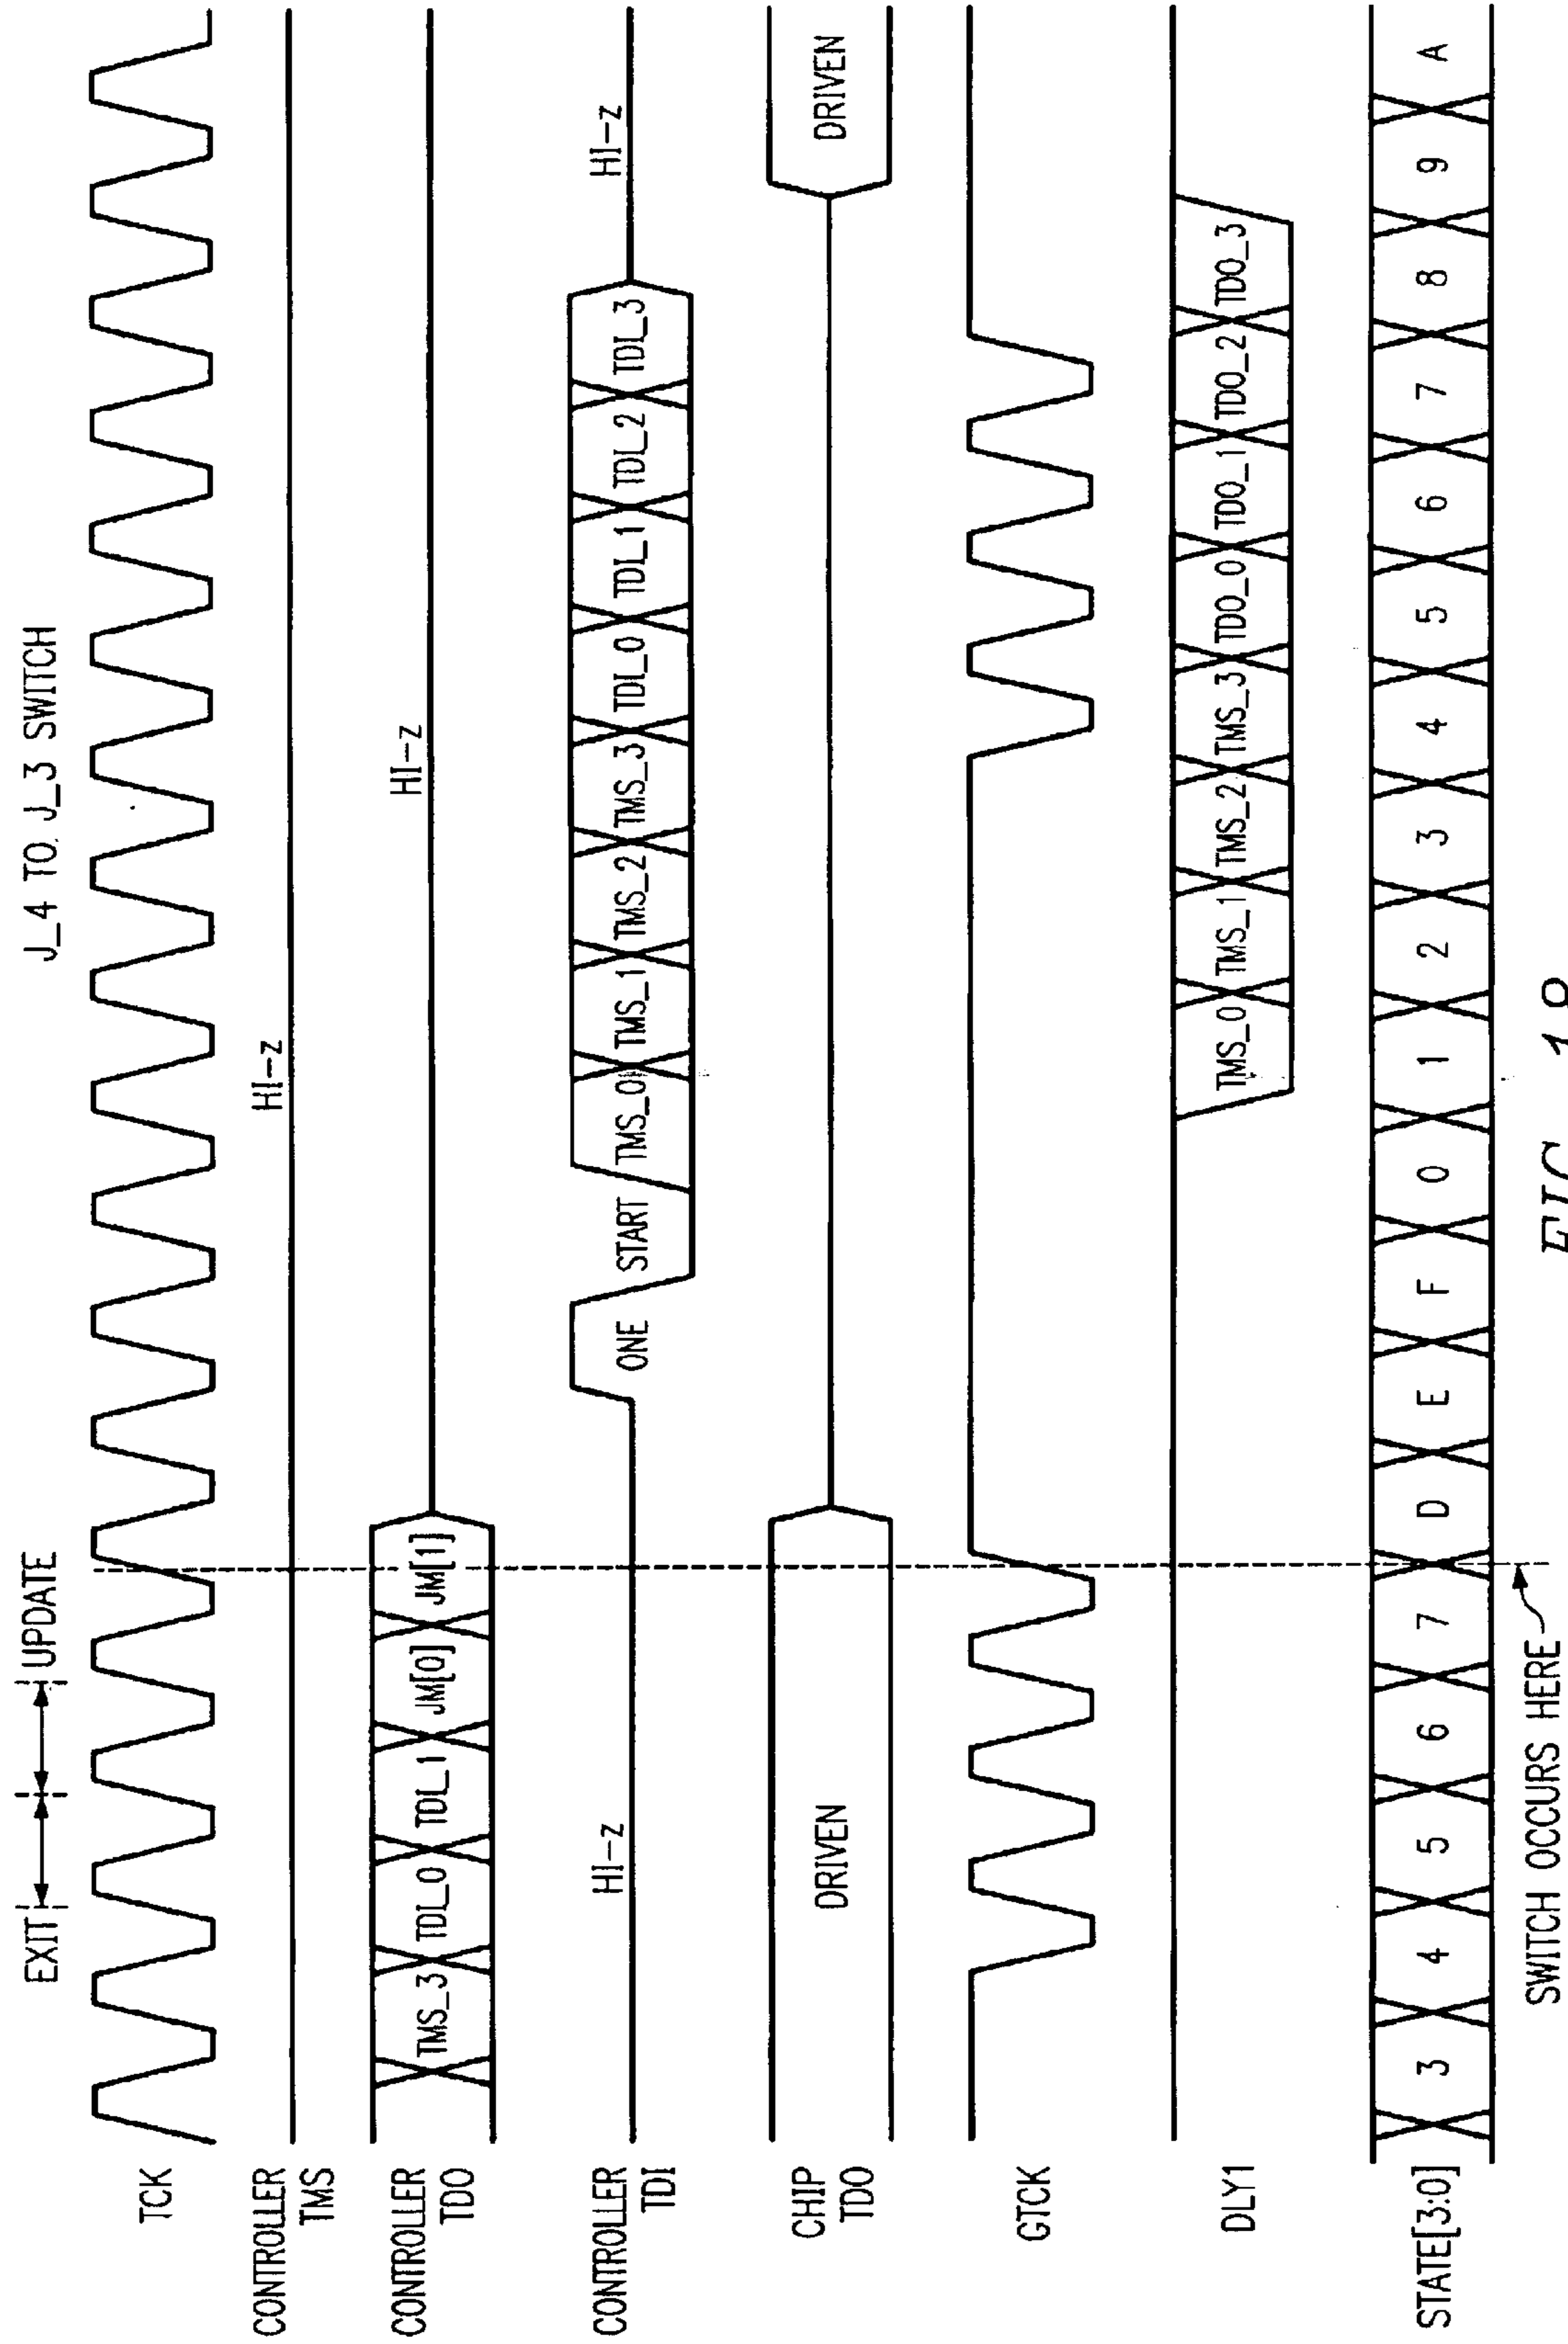 J_4 TO J_3 SWITCH
EXIT UPDATE
TCK
CONTROLLER TMS HI-z
CONTROLLER TDO TMS_3 TDL_0 TDL_1 JM[0] JM[1] HI-z
CONTROLLER TDI HI-z ONE START TMS_0 TMS_1 TMS_2 TMS_3 TDL_0 TDL_1 TDL_2 TDL_3 HI-z
CHIP TDO DRIVEN DRIVEN
GTCK
DLY1 TMS_0 TMS_1 TMS_2 TMS_3 TDO_0 TDO_1 TDO_2 TDO_3
STATE[3:0] 3 4 5 6 7 D E F 0 1 2 3 4 5 6 7 8 9 A
SWITCH OCCURS HERE